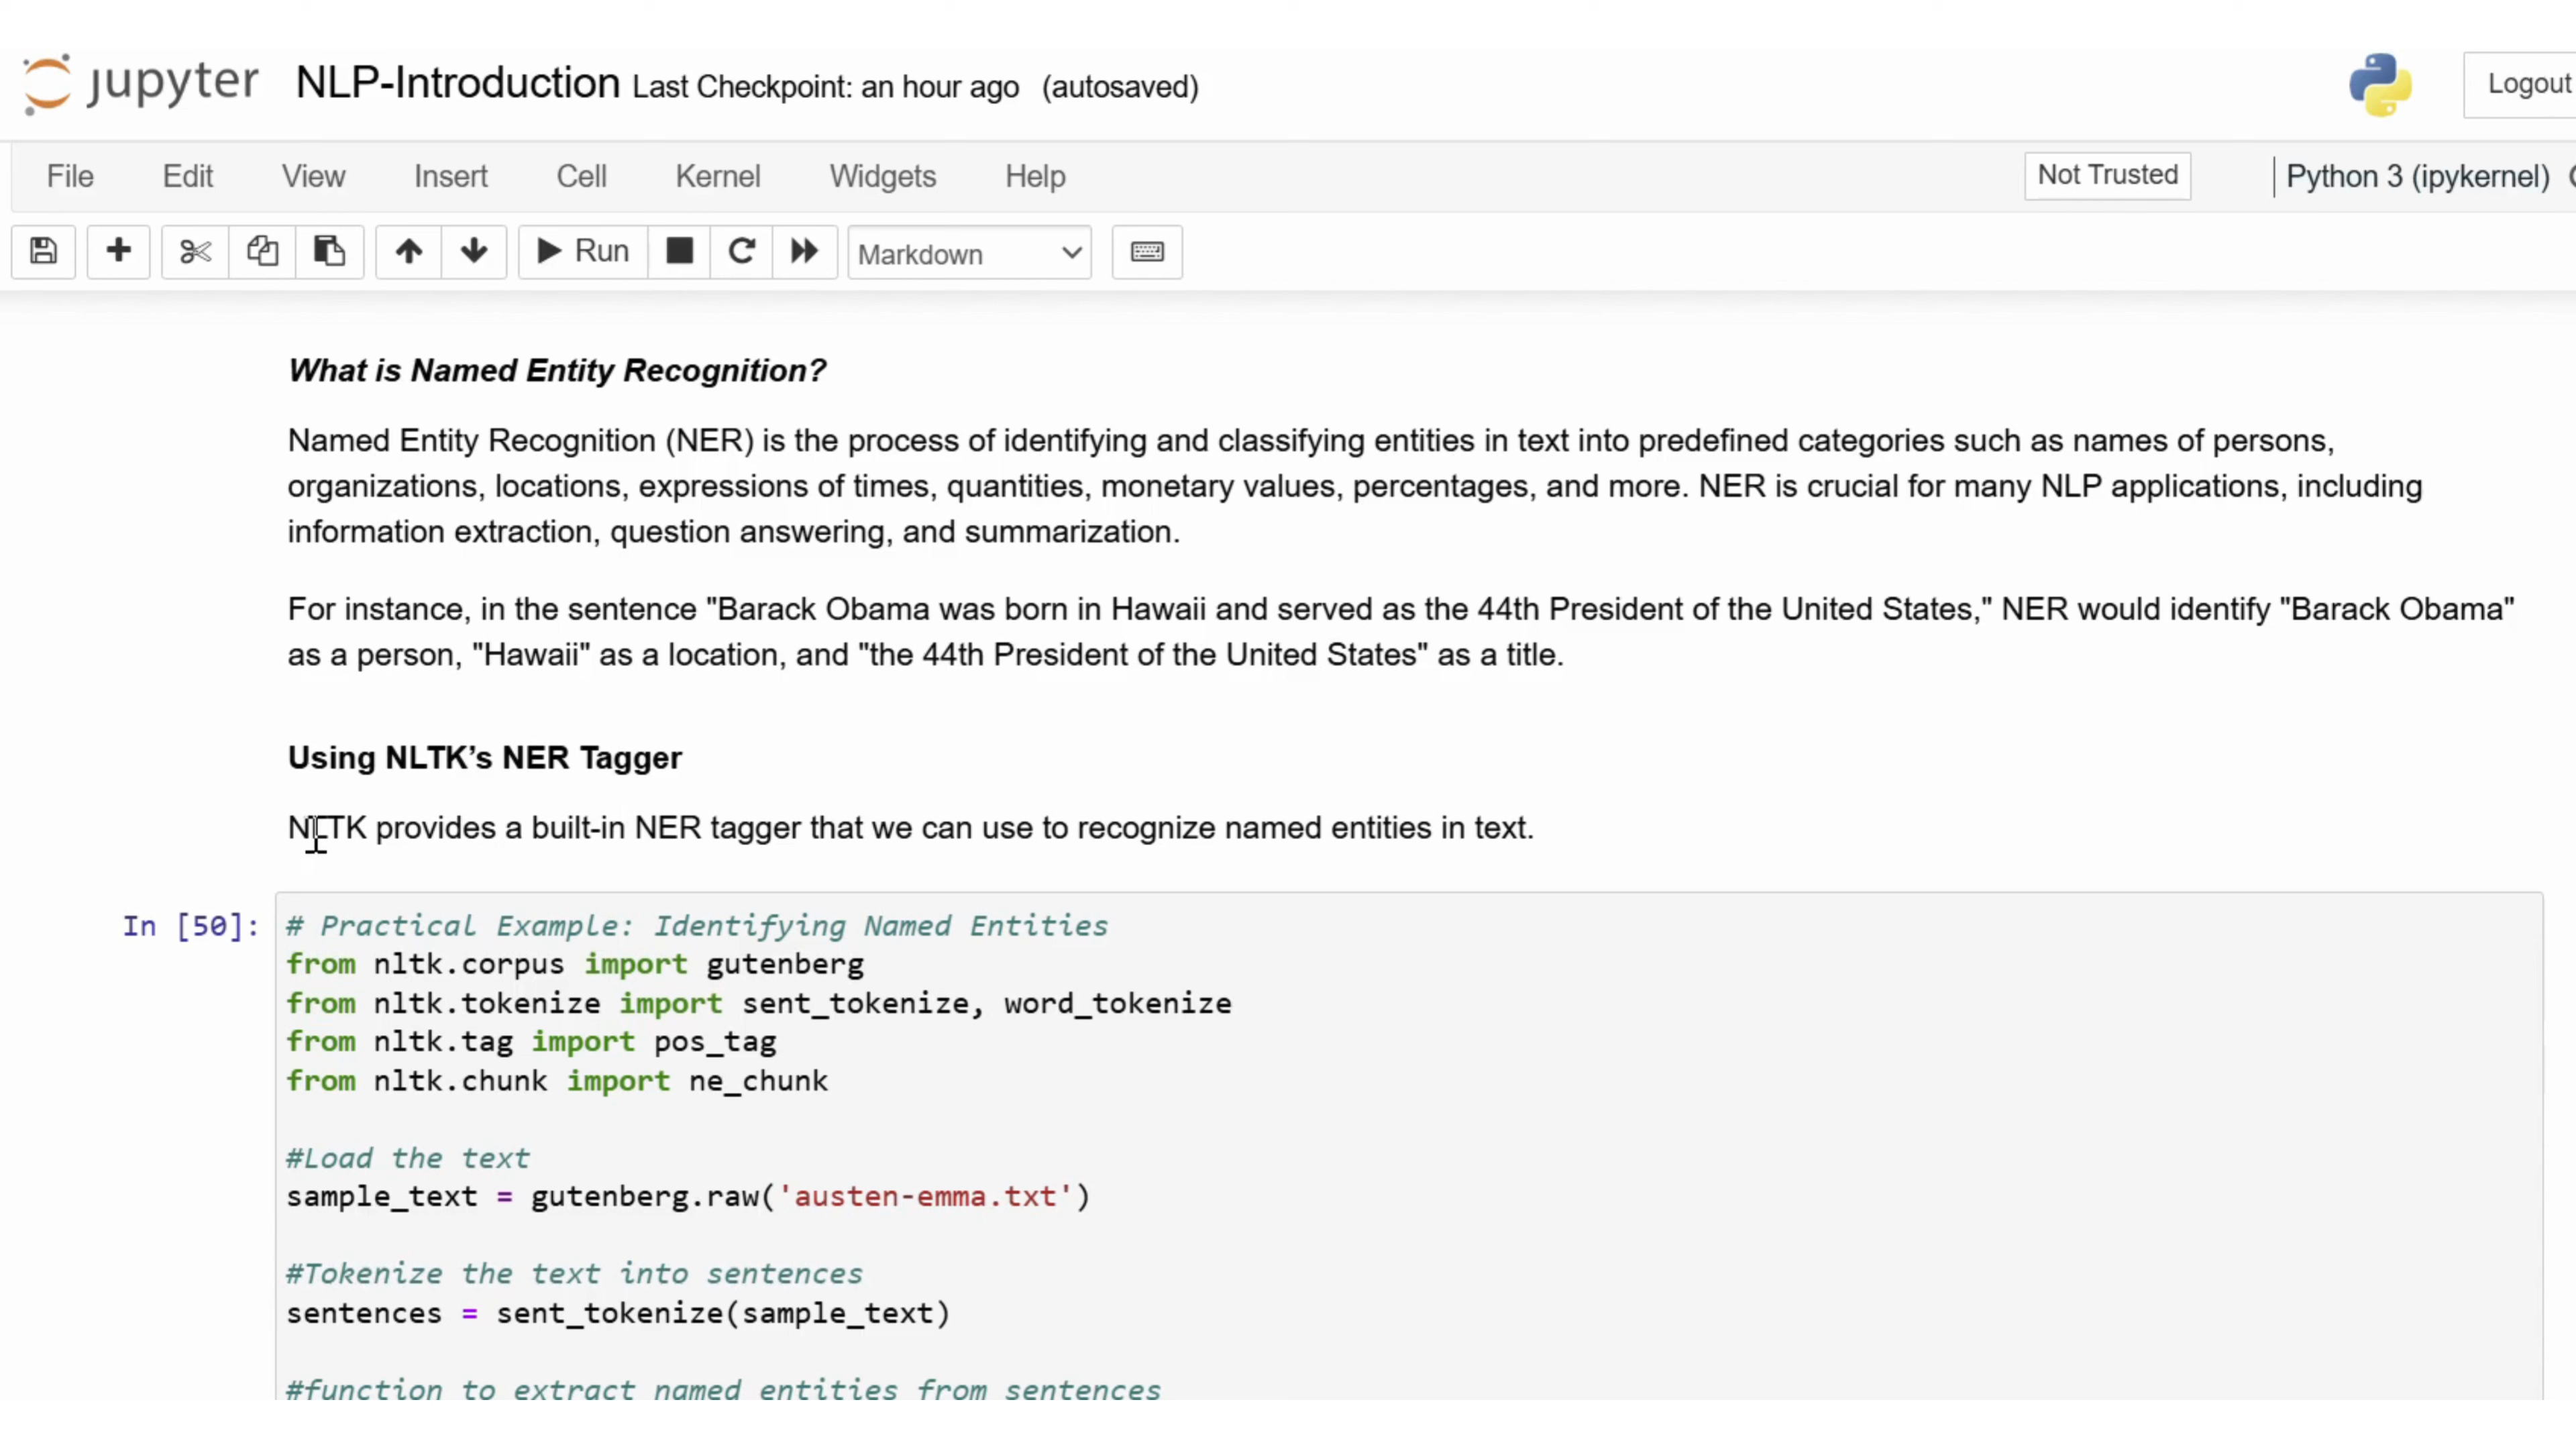 jupyter NLP-Introduction Last Checkpoint: an hour ago (autosaved) Logout
File Edit View Insert Cell Kernel Widgets Help Not Trusted Python 3 (ipykernel)
Run Markdown
What is Named Entity Recognition?
Named Entity Recognition (NER) is the process of identifying and classifying entities in text into predefined categories such as names of persons,
organizations, locations, expressions of times, quantities, monetary values, percentages, and more. NER is crucial for many NLP applications, including
information extraction, question answering, and summarization.
For instance, in the sentence "Barack Obama was born in Hawaii and served as the 44th President of the United States," NER would identify "Barack Obama"
as a person, "Hawaii" as a location, and "the 44th President of the United States" as a title.
Using NLTK’s NER Tagger
NLTK provides a built-in NER tagger that we can use to recognize named entities in text.
In [50]: # Practical Example: Identifying Named Entities
from nltk.corpus import gutenberg
from nltk.tokenize import sent_tokenize, word_tokenize
from nltk.tag import pos_tag
from nltk.chunk import ne_chunk
#Load the text
sample_text = gutenberg.raw('austen-emma.txt')
#Tokenize the text into sentences
sentences = sent_tokenize(sample_text)
#function to extract named entities from sentences